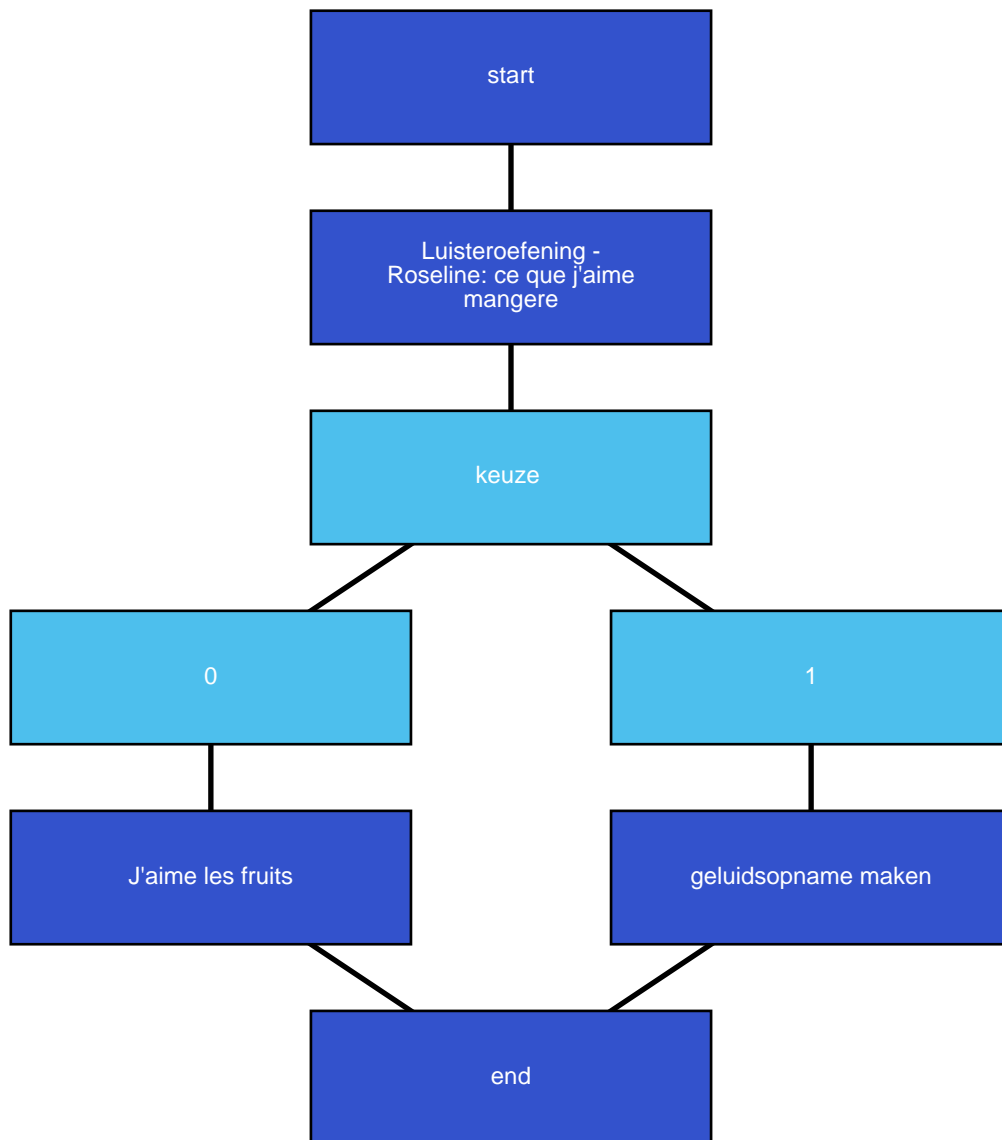 start
Luisteroefening -
Roseline: ce que j'aime
mangere
keuze
0
1
J'aime les fruits
geluidsopname maken
end